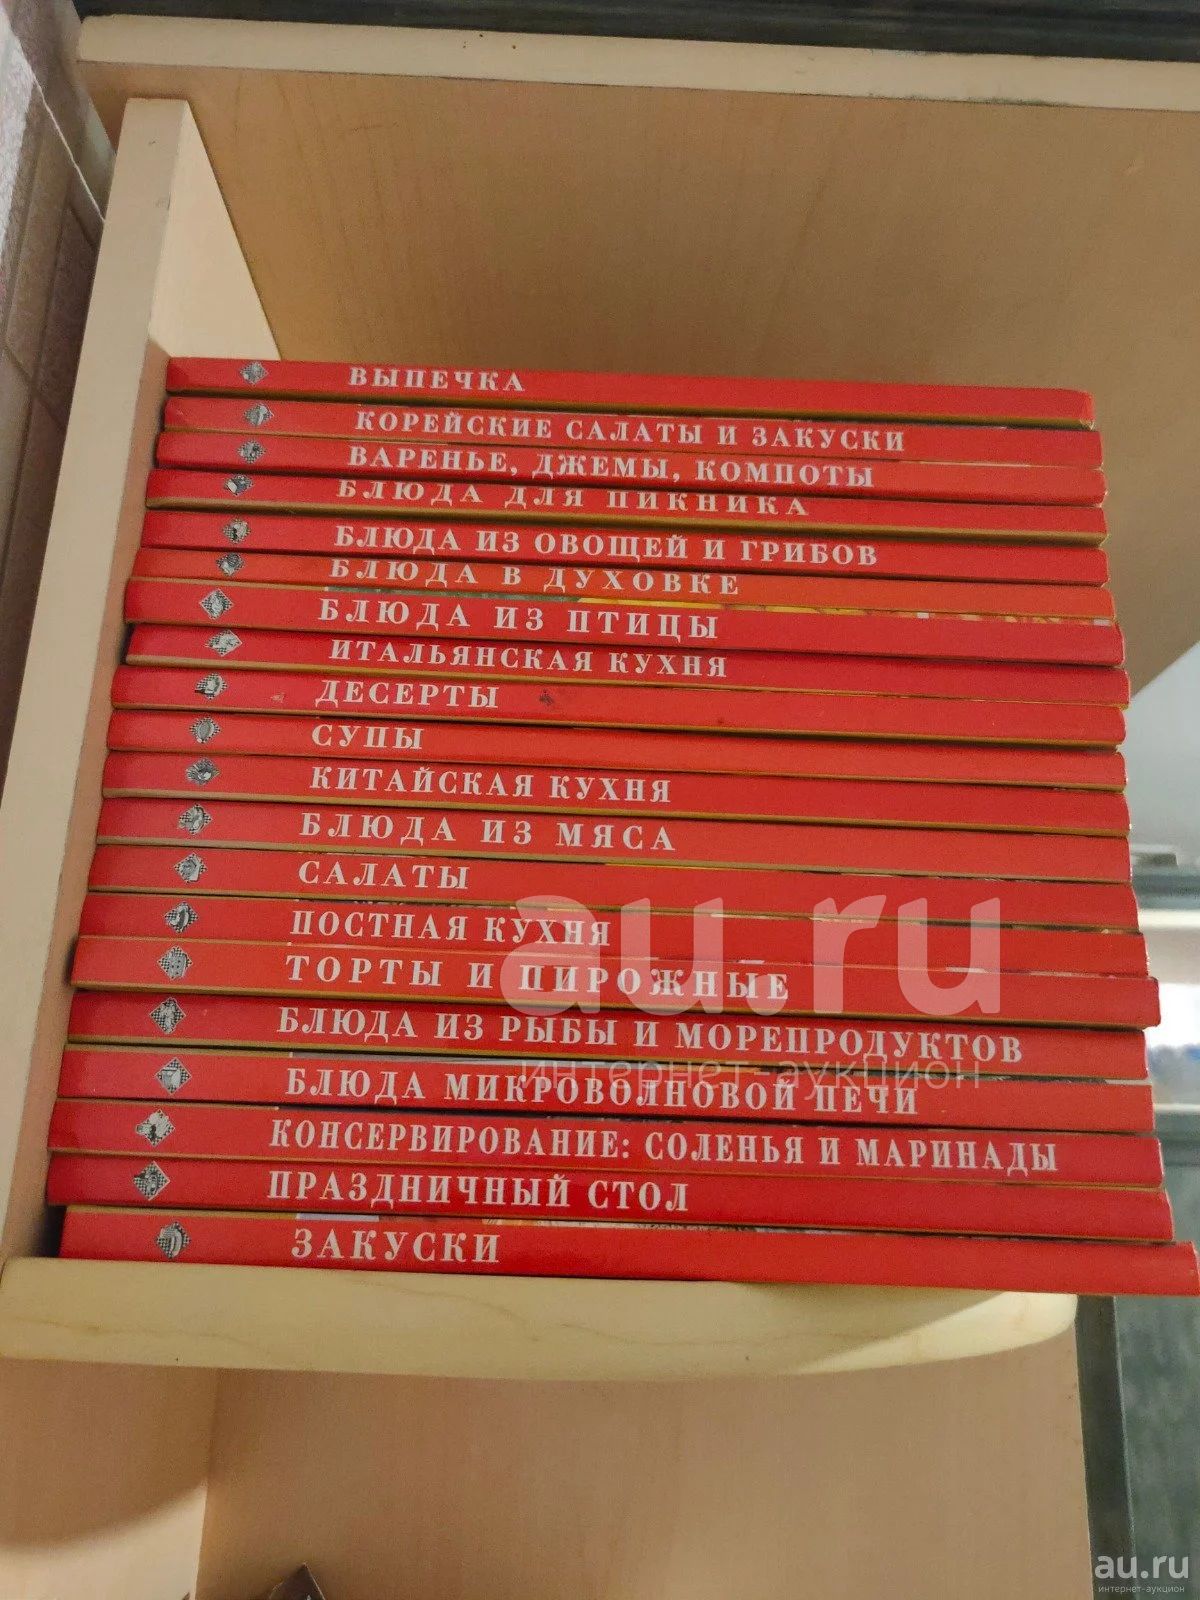 ВЫПЕЧКА
КОРЕЙСКИЕ САЛАТЫ И ЗАКУСКИ
ВАРЕНЬЕ, ДЖЕМЫ, КОМПОТЫ
БЛЮДА ДЛЯ ПИКНИКА
БЛЮДА ИЗ ОВОЩЕЙ И ГРИБОВ
БЛЮДА В ДУХОВКЕ
БЛЮДА ИЗ ПТИЦЫ
ИТАЛЬЯНСКАЯ КУХНЯ
ДЕСЕРТЫ
СУПЫ
КИТАЙСКАЯ КУХНЯ
БЛЮДА ИЗ МЯСА
САЛАТЫ
ПОСТНАЯ КУХНЯ
ТОРТЫ И ПИРОЖНЫЕ
БЛЮДА ИЗ РЫБЫ И МОРЕПРОДУКТОВ
БЛЮДА МИКРОВОЛНОВОЙ ПЕЧИ
КОНСЕРВИРОВАНИЕ: СОЛЕНЬЯ И МАРИНАДЫ
ПРАЗДНИЧНЫЙ СТОЛ
ЗАКУСКИ
au.ru
интернет-аукцион
au.ru
интернет-аукцион